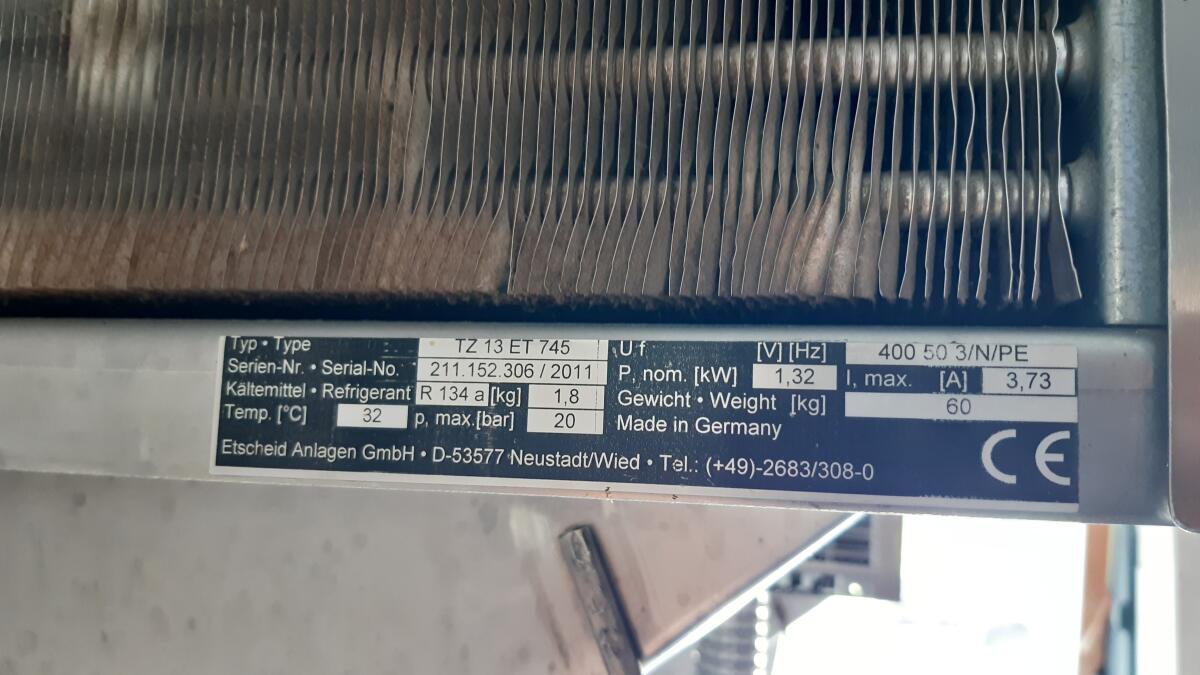 Typ • Type TZ 13 ET 745 U f [V] [Hz] 400 50 3/N/PE
Serien-Nr. • Serial-No. 211.152.306 / 2011 P. nom. [kW] 1,32 I, max. [A] 3,73
Kältemittel • Refrigerant R 134 a [kg] 1,8 Gewicht • Weight [kg] 60
Temp. [°C] 32 p, max.[bar] 20 Made in Germany
Etscheid Anlagen GmbH • D-53577 Neustadt/Wied • Tel.: (+49)-2683/308-0
CE